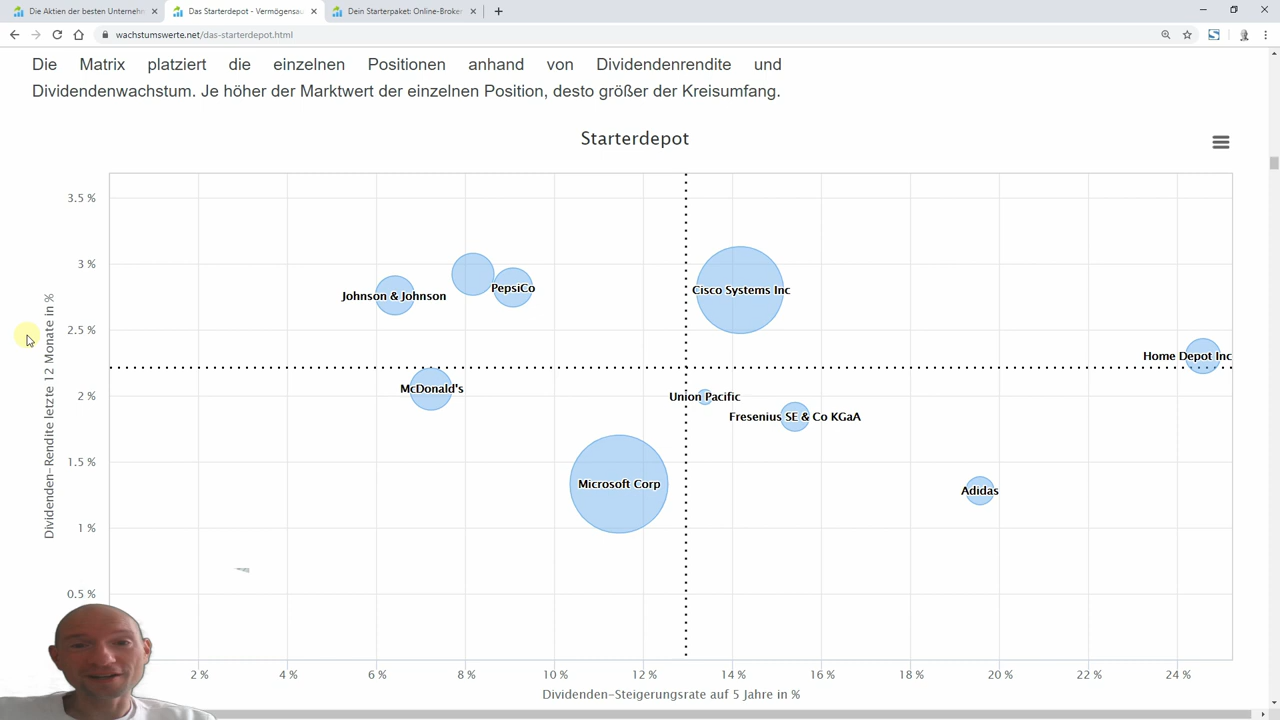 Die Aktien der besten Unternehm
Das Starterdepot - Vermögensau
Dein Starterpaket: Online-Broker
wachstumswerte.net/das-starterdepot.html
Die Matrix platziert die einzelnen Positionen anhand von Dividendenrendite und
Dividendenwachstum. Je höher der Marktwert der einzelnen Position, desto größer der Kreisumfang.
Starterdepot
Dividenden-Rendite letzte 12 Monate in %
3.5 %
3 %
2.5 %
2 %
1.5 %
1 %
0.5 %
Johnson & Johnson
PepsiCo
Cisco Systems Inc
Home Depot Inc
McDonald's
Union Pacific
Fresenius SE & Co KGaA
Microsoft Corp
Adidas
2 %
4 %
6 %
8 %
10 %
12 %
14 %
16 %
18 %
20 %
22 %
24 %
Dividenden-Steigerungsrate auf 5 Jahre in %